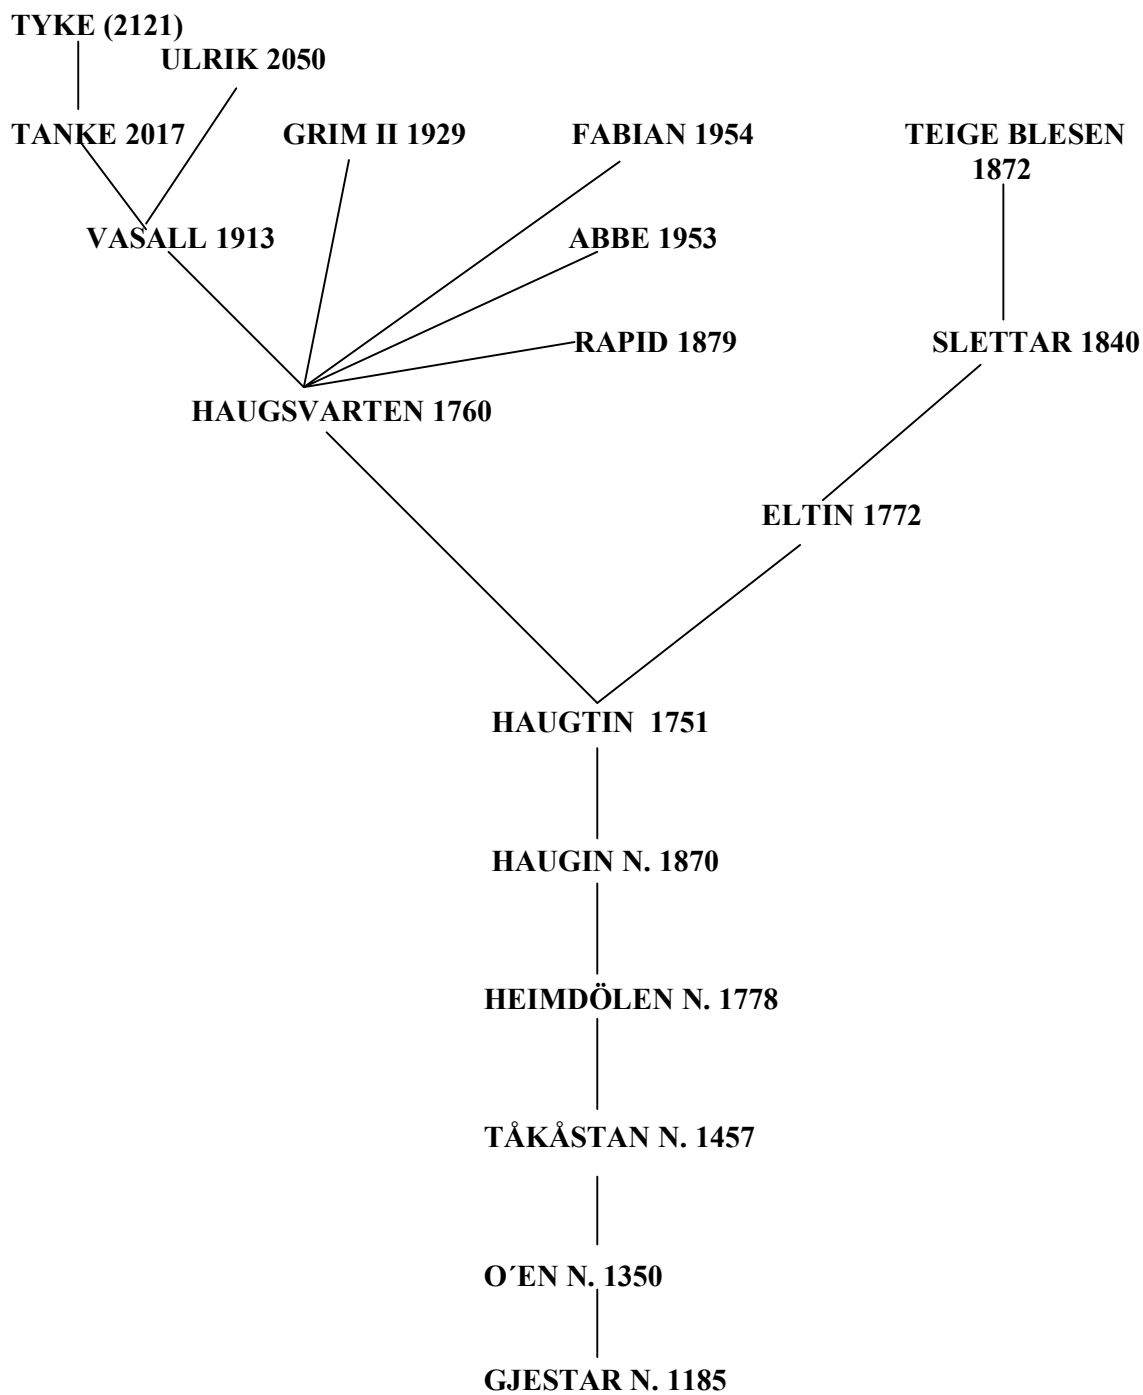 TYKE (2121)
ULRIK 2050
TANKE 2017
GRIM II 1929
FABIAN 1954
TEIGE BLESEN
1872
VASALL 1913
ABBE 1953
RAPID 1879
SLETTAR 1840
HAUGSVARTEN 1760
ELTIN 1772
HAUGTIN 1751
HAUGIN N. 1870
HEIMDÖLEN N. 1778
TÅKÅSTAN N. 1457
O´EN N. 1350
GJESTAR N. 1185